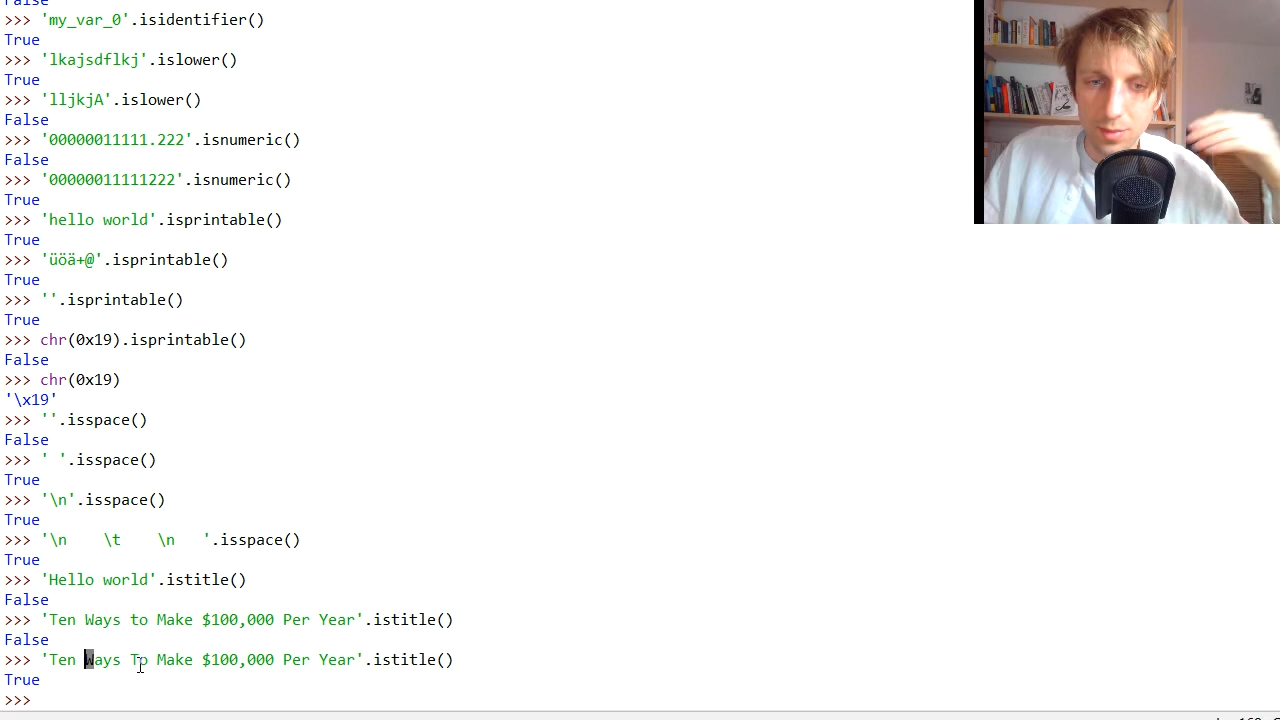 False
>>> 'my_var_0'.isidentifier()
True
>>> 'lkajsdflkj'.islower()
True
>>> 'lljkjA'.islower()
False
>>> '00000011111.222'.isnumeric()
False
>>> '00000011111222'.isnumeric()
True
>>> 'hello world'.isprintable()
True
>>> 'üöä+@'.isprintable()
True
>>> ''.isprintable()
True
>>> chr(0x19).isprintable()
False
>>> chr(0x19)
'\x19'
>>> ''.isspace()
False
>>> ' '.isspace()
True
>>> '\n'.isspace()
True
>>> '\n    \t    \n   '.isspace()
True
>>> 'Hello world'.istitle()
False
>>> 'Ten Ways to Make $100,000 Per Year'.istitle()
False
>>> 'Ten Ways To Make $100,000 Per Year'.istitle()
True
>>>